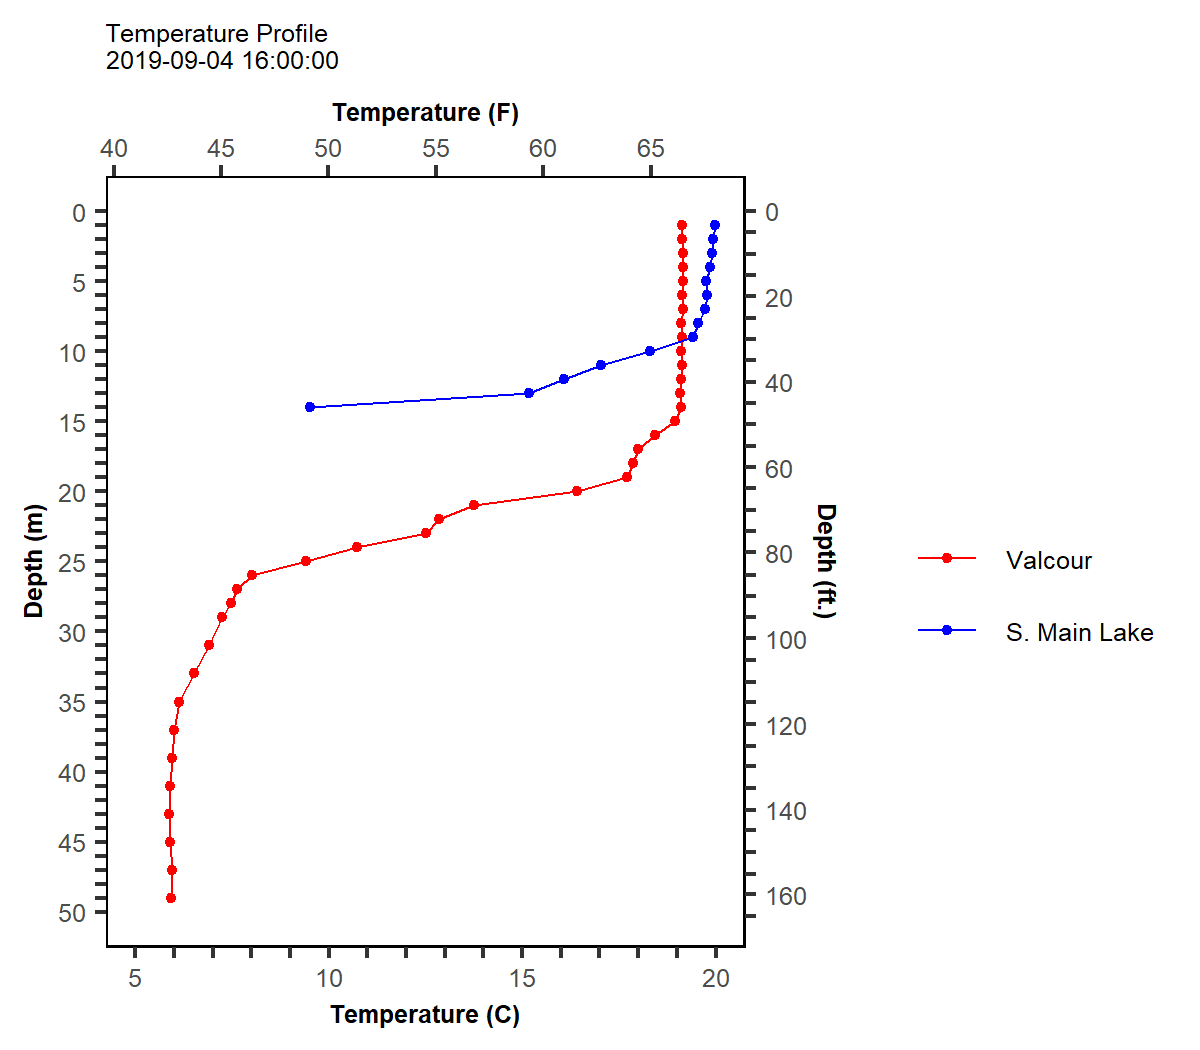 Temperature Profile
2019-09-04 16:00:00
Temperature (F)
40 45 50 55 60 65
0 0
5 20
10 40
15 60
20 80
25 100
30 120
35 140
40 160
45
50
Depth (m)
Depth (ft.)
Valcour
S. Main Lake
5 10 15 20
Temperature (C)